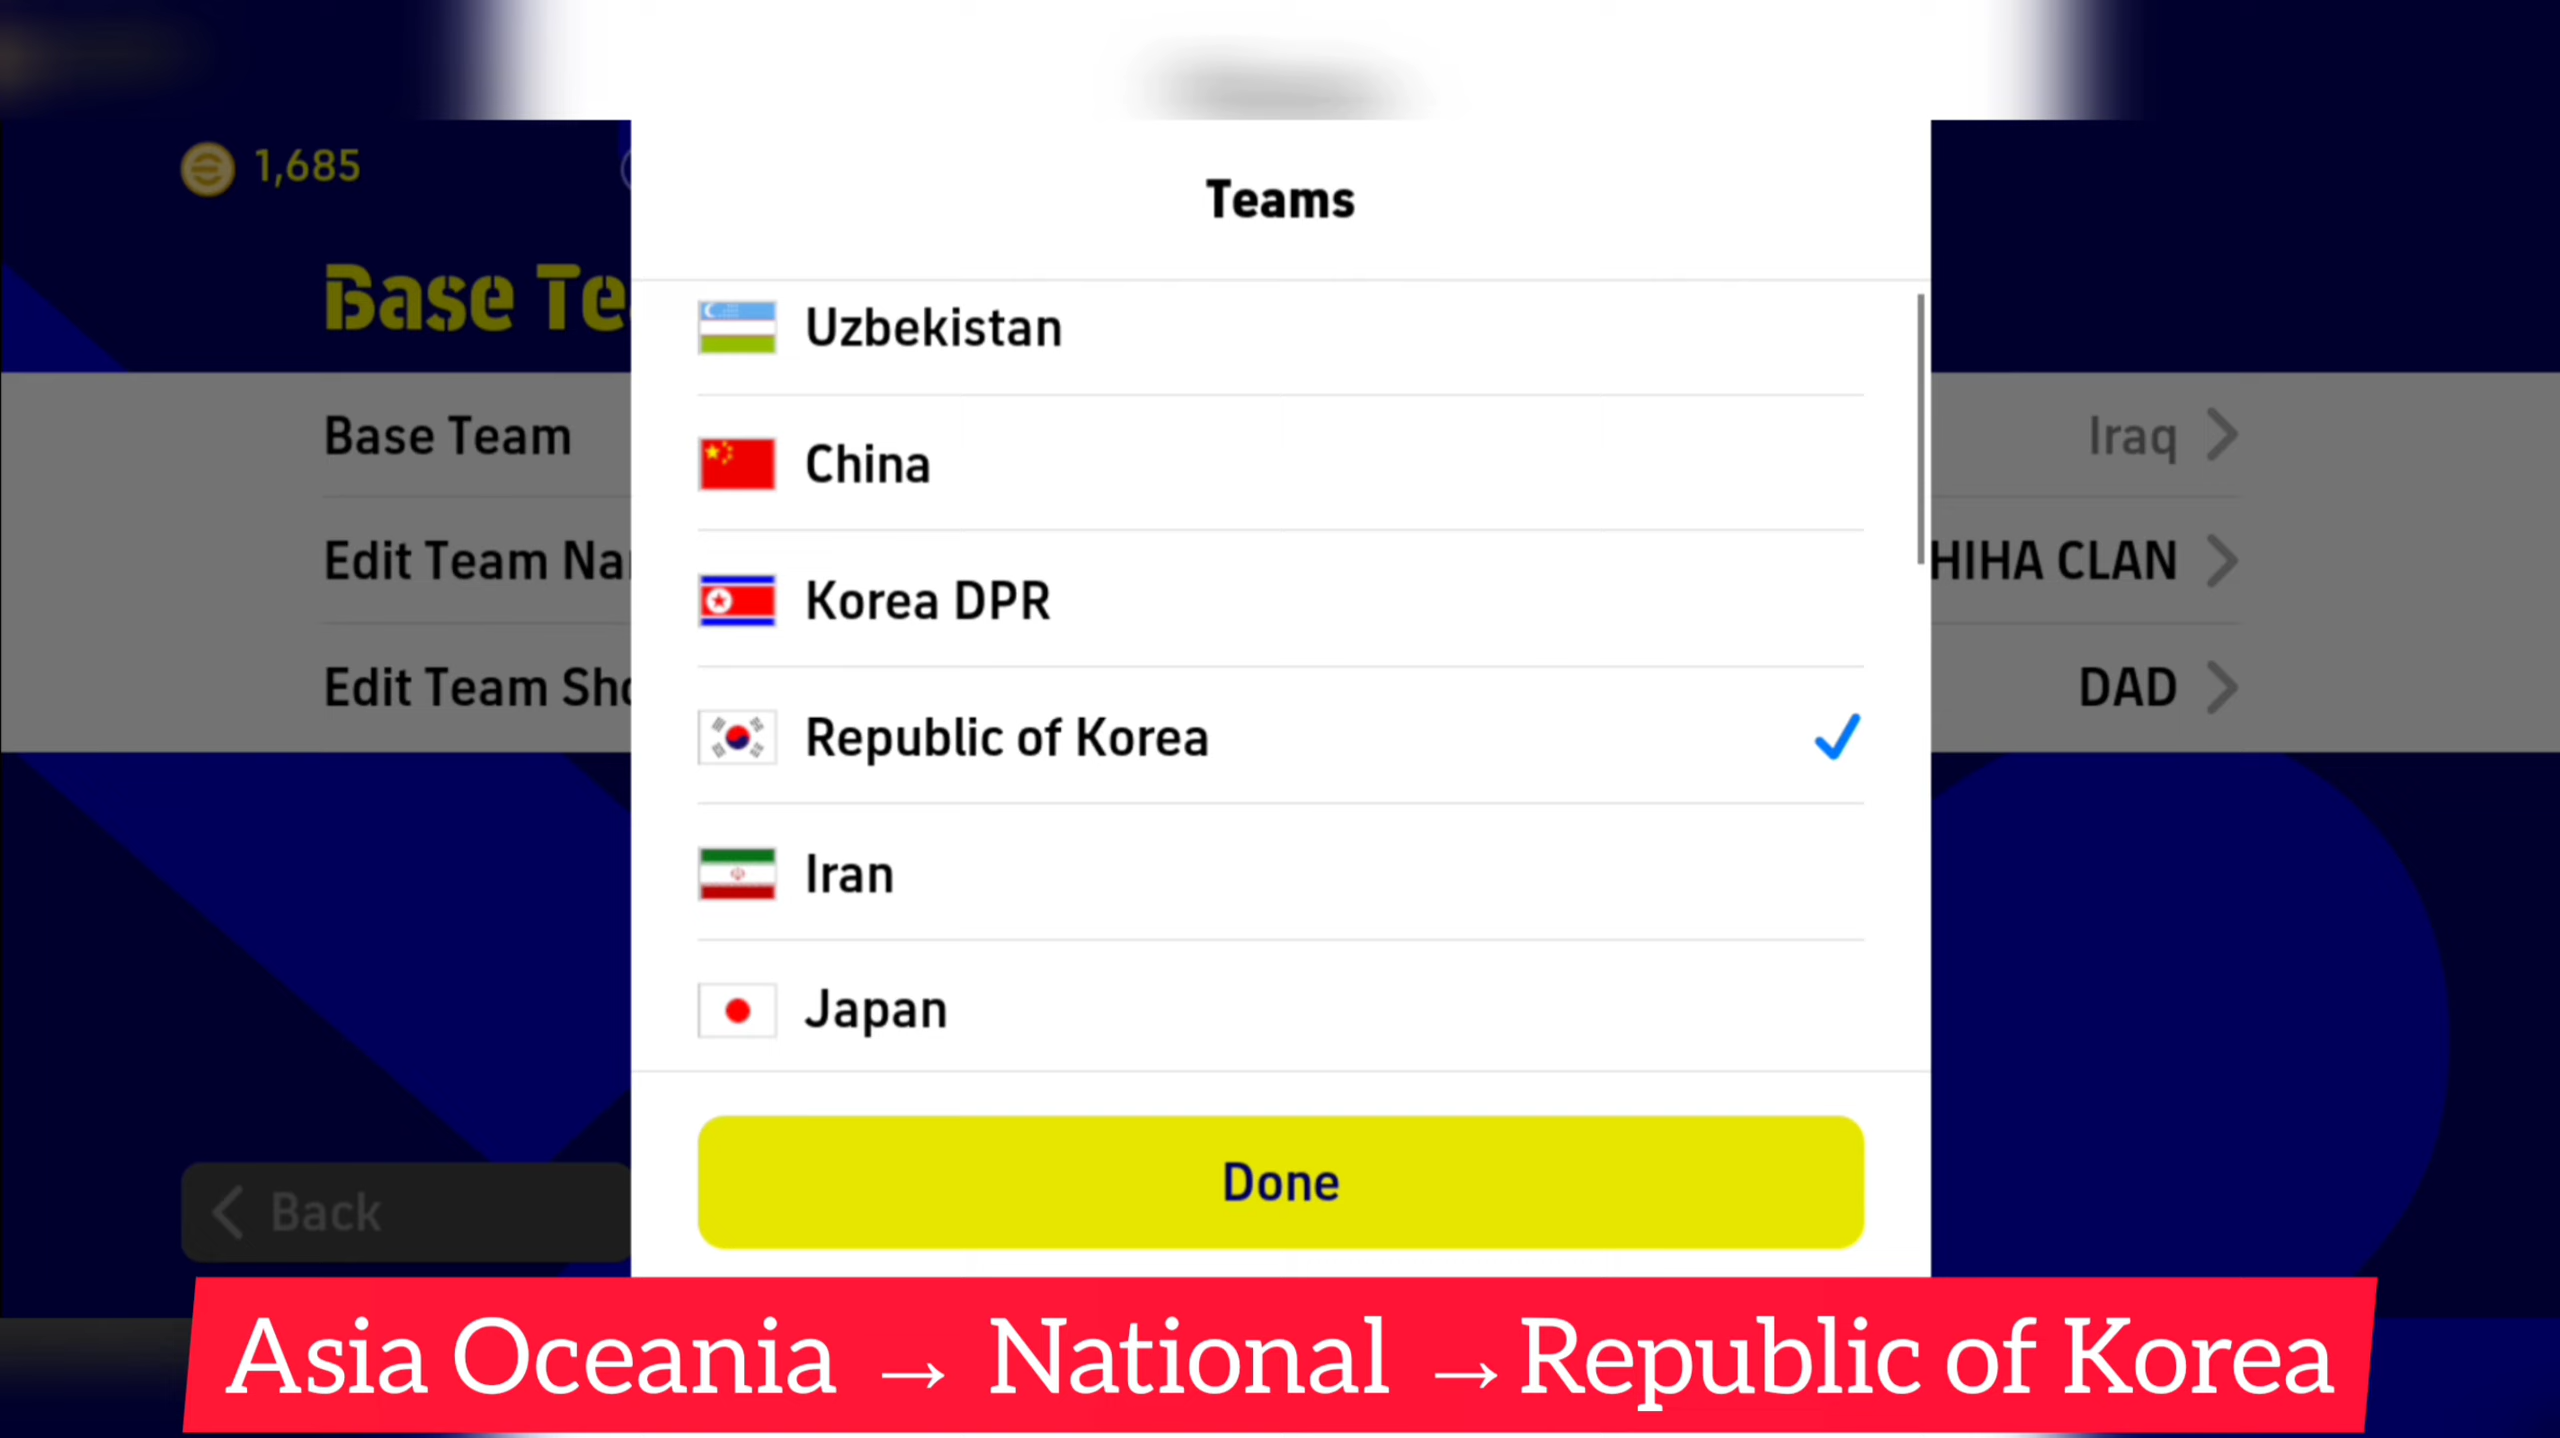 1,685
Teams
Base Te
Uzbekistan
Base Team
Iraq
China
Edit Team Na
HIHA CLAN
Korea DPR
Edit Team Sho
DAD
Republic of Korea
Iran
Japan
Done
Back
Asia Oceania → National → Republic of Korea